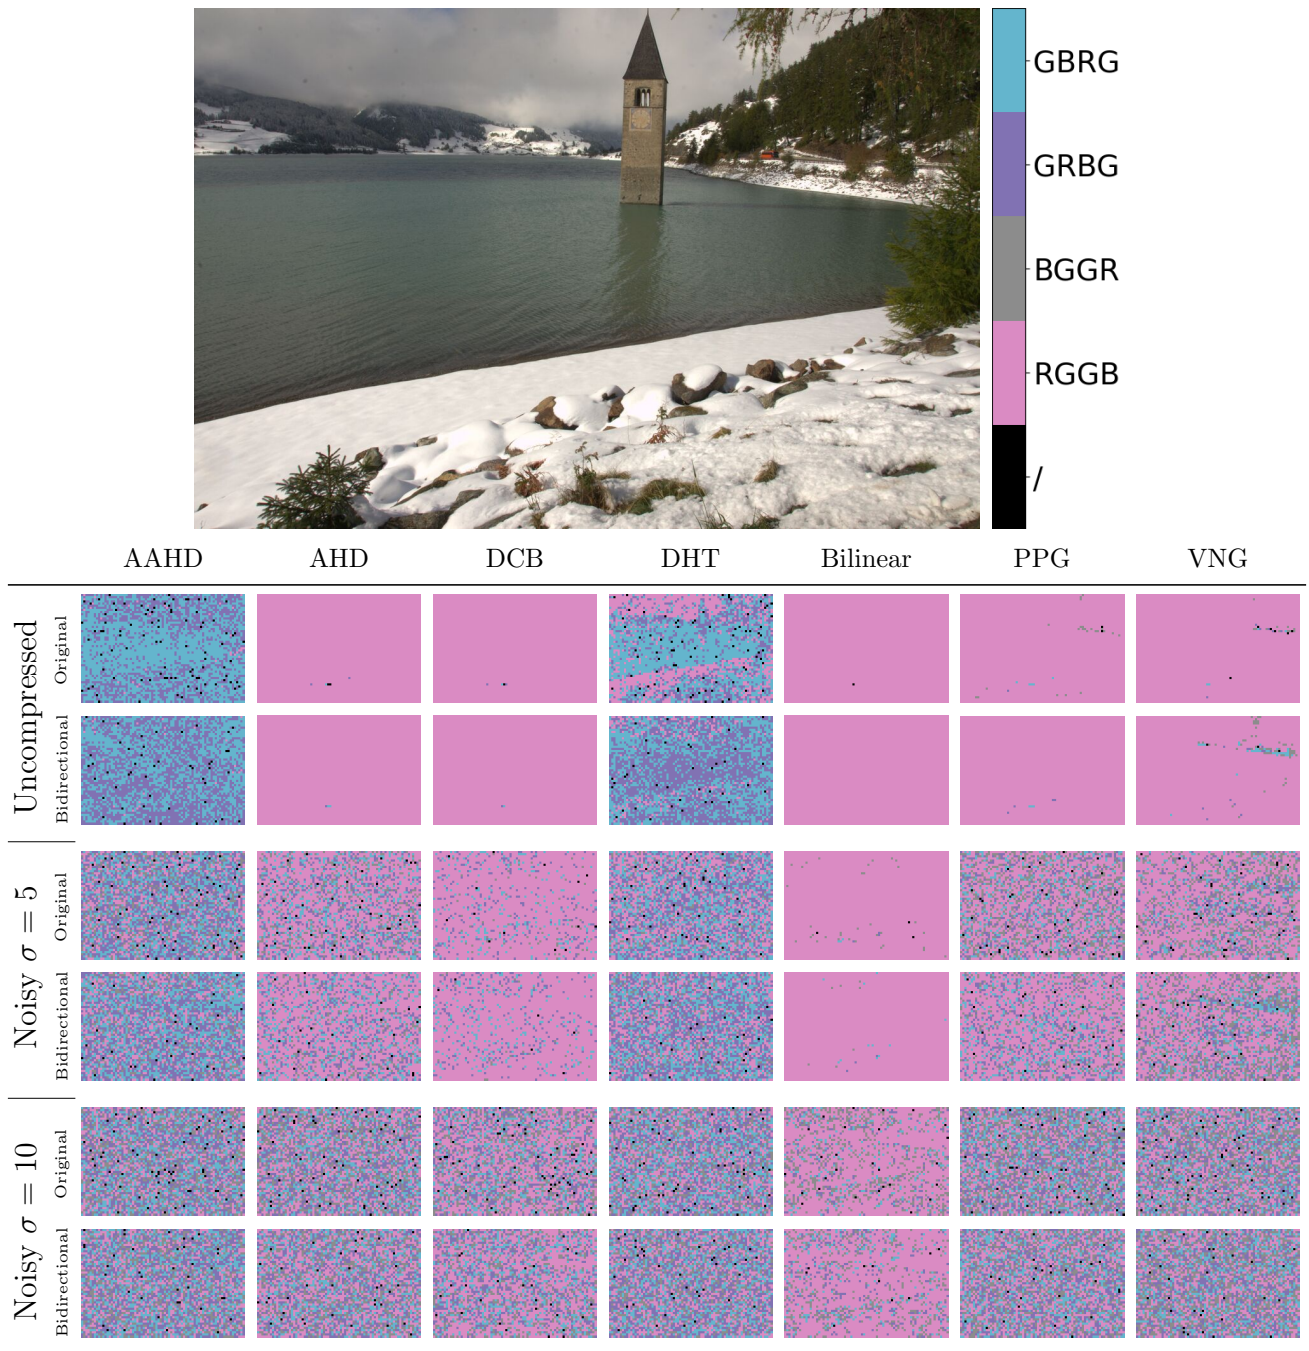 GBRG
GRBG
BGGR
RGGB
/
AAHD AHD DCB DHT Bilinear PPG VNG
Uncompressed
Original
Bidirectional
Noisy σ = 5
Original
Bidirectional
Noisy σ = 10
Original
Bidirectional